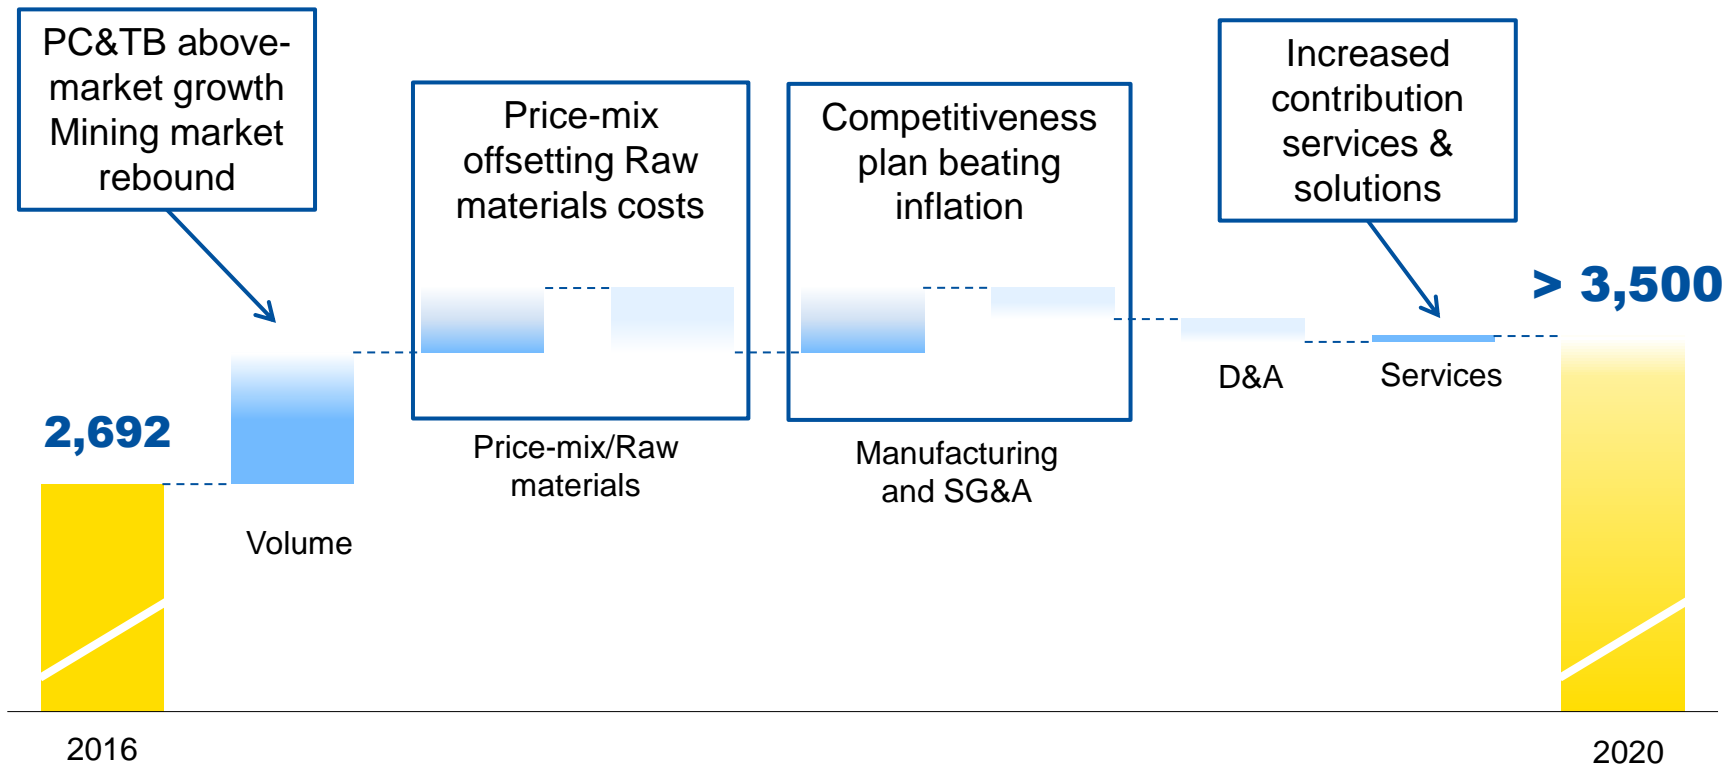 PC&TB above-
market growth
Mining market
rebound
Price-mix
offsetting Raw
materials costs
Competitiveness
plan beating
inflation
Increased
contribution
services &
solutions
> 3,500
2,692
D&A
Services
Price-mix/Raw
materials
Manufacturing
and SG&A
Volume
2016
2020